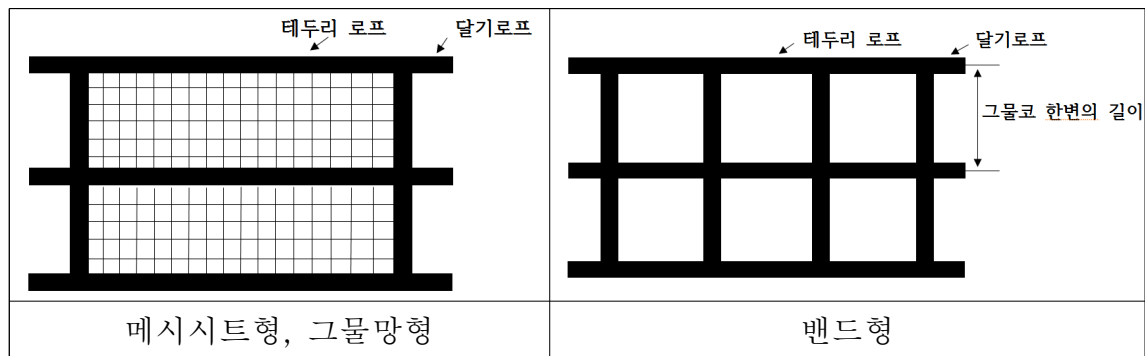 테두리 로프
달기로프
테두리 로프
달기로프
그물코 한변의 길이
메시시트형, 그물망형
밴드형